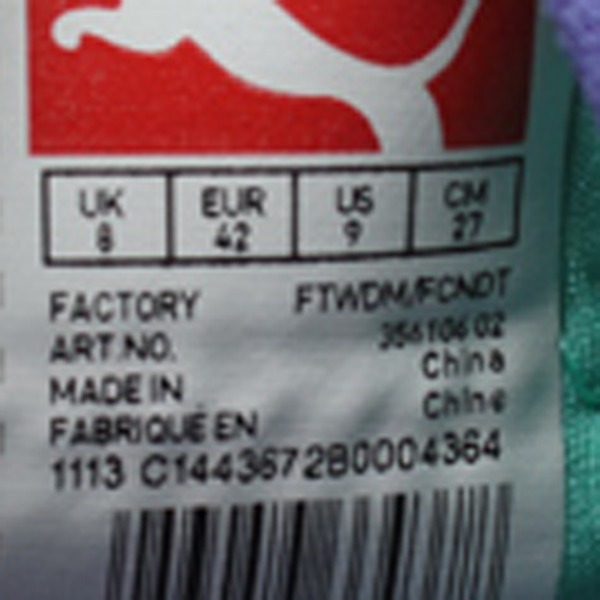 UK EUR US CM
8 42 9 27
FACTORY FTWDM/FCNDT
ART.NO. 356106 02
MADE IN China
FABRIQUÉ EN Chine
1113 C1443672B0004364